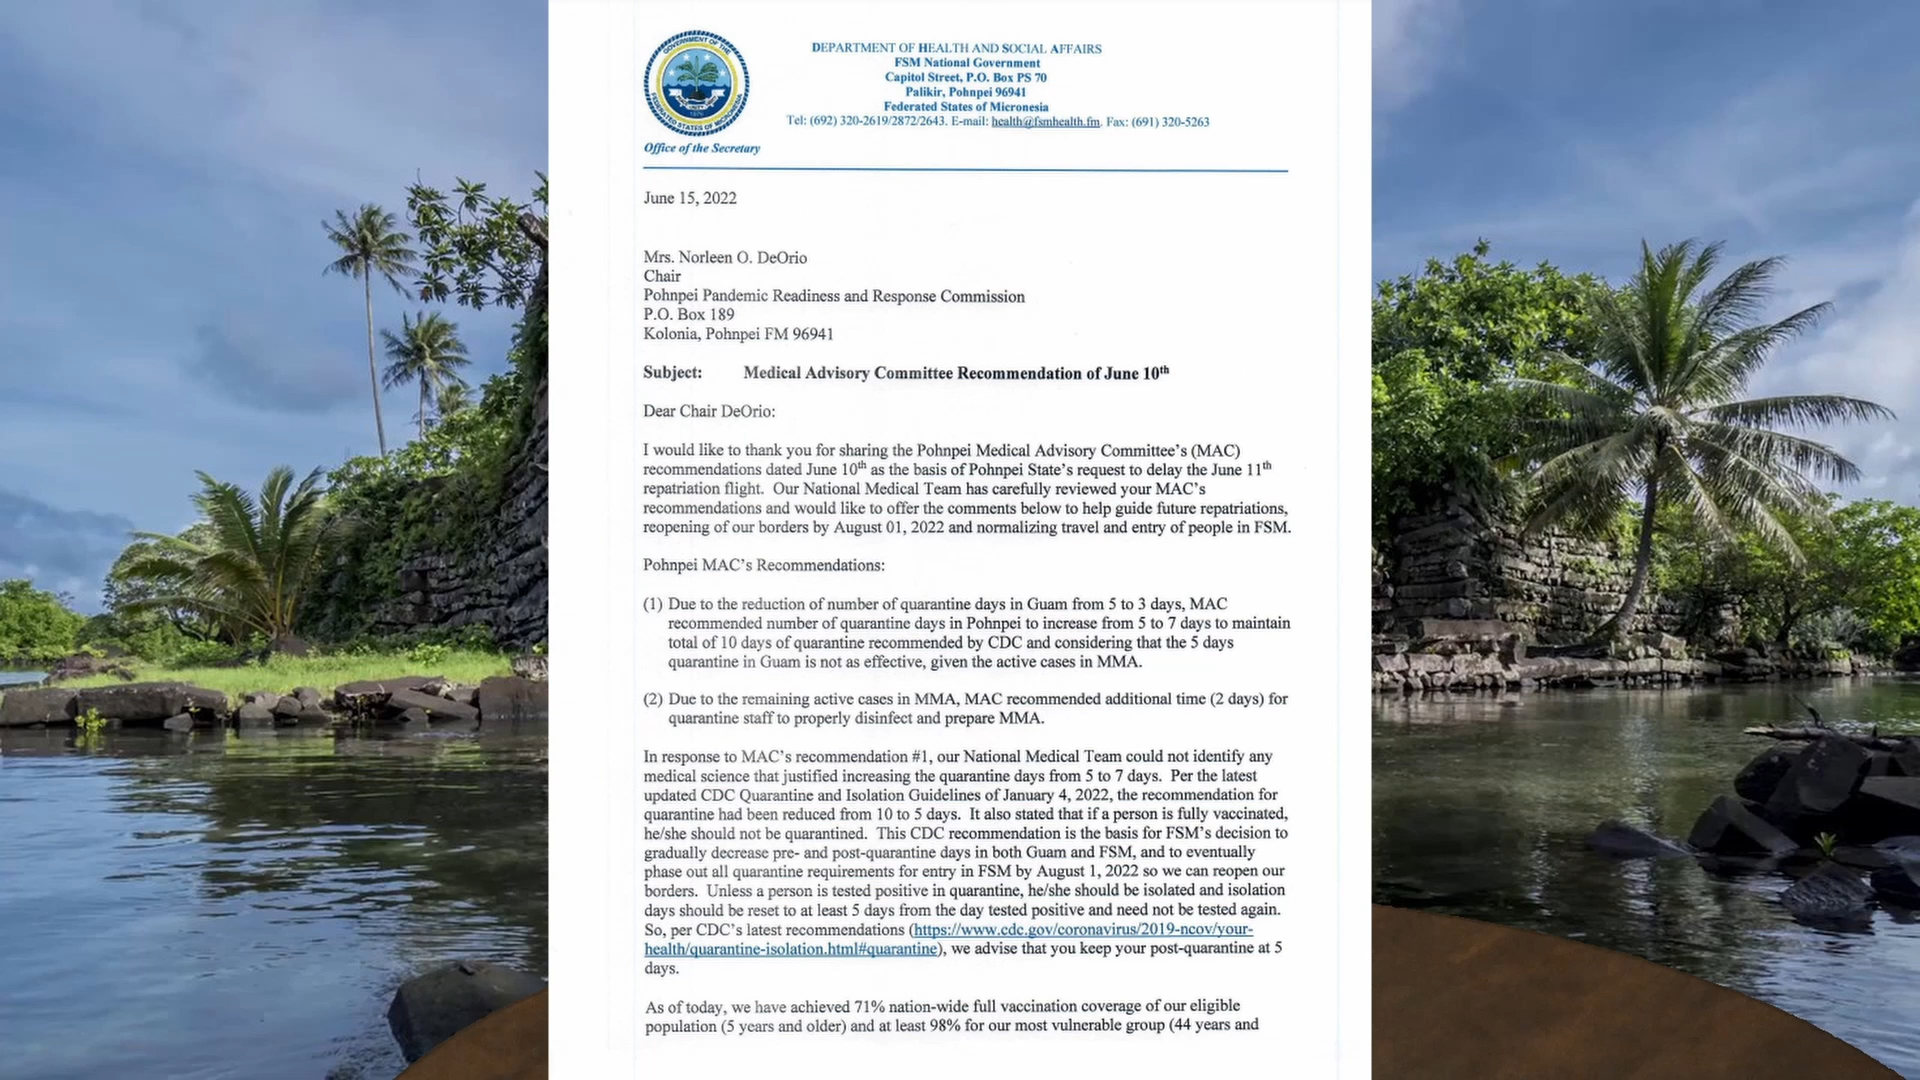 GOVERNMENT OF THE
FEDERATED STATES OF MICRONESIA
1979
DEPARTMENT OF HEALTH AND SOCIAL AFFAIRS
FSM National Government
Capitol Street, P.O. Box PS 70
Palikir, Pohnpei 96941
Federated States of Micronesia
Tel: (692) 320-2619/2872/2643. E-mail: health@fsmhealth.fm. Fax: (691) 320-5263
Office of the Secretary
June 15, 2022
Mrs. Norleen O. DeOrio
Chair
Pohnpei Pandemic Readiness and Response Commission
P.O. Box 189
Kolonia, Pohnpei FM 96941
Subject: Medical Advisory Committee Recommendation of June 10th
Dear Chair DeOrio:
I would like to thank you for sharing the Pohnpei Medical Advisory Committee's (MAC)
recommendations dated June 10th as the basis of Pohnpei State's request to delay the June 11th
repatriation flight. Our National Medical Team has carefully reviewed your MAC's
recommendations and would like to offer the comments below to help guide future repatriations,
reopening of our borders by August 01, 2022 and normalizing travel and entry of people in FSM.
Pohnpei MAC's Recommendations:
(1) Due to the reduction of number of quarantine days in Guam from 5 to 3 days, MAC
recommended number of quarantine days in Pohnpei to increase from 5 to 7 days to maintain
total of 10 days of quarantine recommended by CDC and considering that the 5 days
quarantine in Guam is not as effective, given the active cases in MMA.
(2) Due to the remaining active cases in MMA, MAC recommended additional time (2 days) for
quarantine staff to properly disinfect and prepare MMA.
In response to MAC's recommendation #1, our National Medical Team could not identify any
medical science that justified increasing the quarantine days from 5 to 7 days. Per the latest
updated CDC Quarantine and Isolation Guidelines of January 4, 2022, the recommendation for
quarantine had been reduced from 10 to 5 days. It also stated that if a person is fully vaccinated,
he/she should not be quarantined. This CDC recommendation is the basis for FSM's decision to
gradually decrease pre- and post-quarantine days in both Guam and FSM, and to eventually
phase out all quarantine requirements for entry in FSM by August 1, 2022 so we can reopen our
borders. Unless a person is tested positive in quarantine, he/she should be isolated and isolation
days should be reset to at least 5 days from the day tested positive and need not be tested again.
So, per CDC's latest recommendations (https://www.cdc.gov/coronavirus/2019-ncov/your-
health/quarantine-isolation.html#quarantine), we advise that you keep your post-quarantine at 5
days.
As of today, we have achieved 71% nation-wide full vaccination coverage of our eligible
population (5 years and older) and at least 98% for our most vulnerable group (44 years and